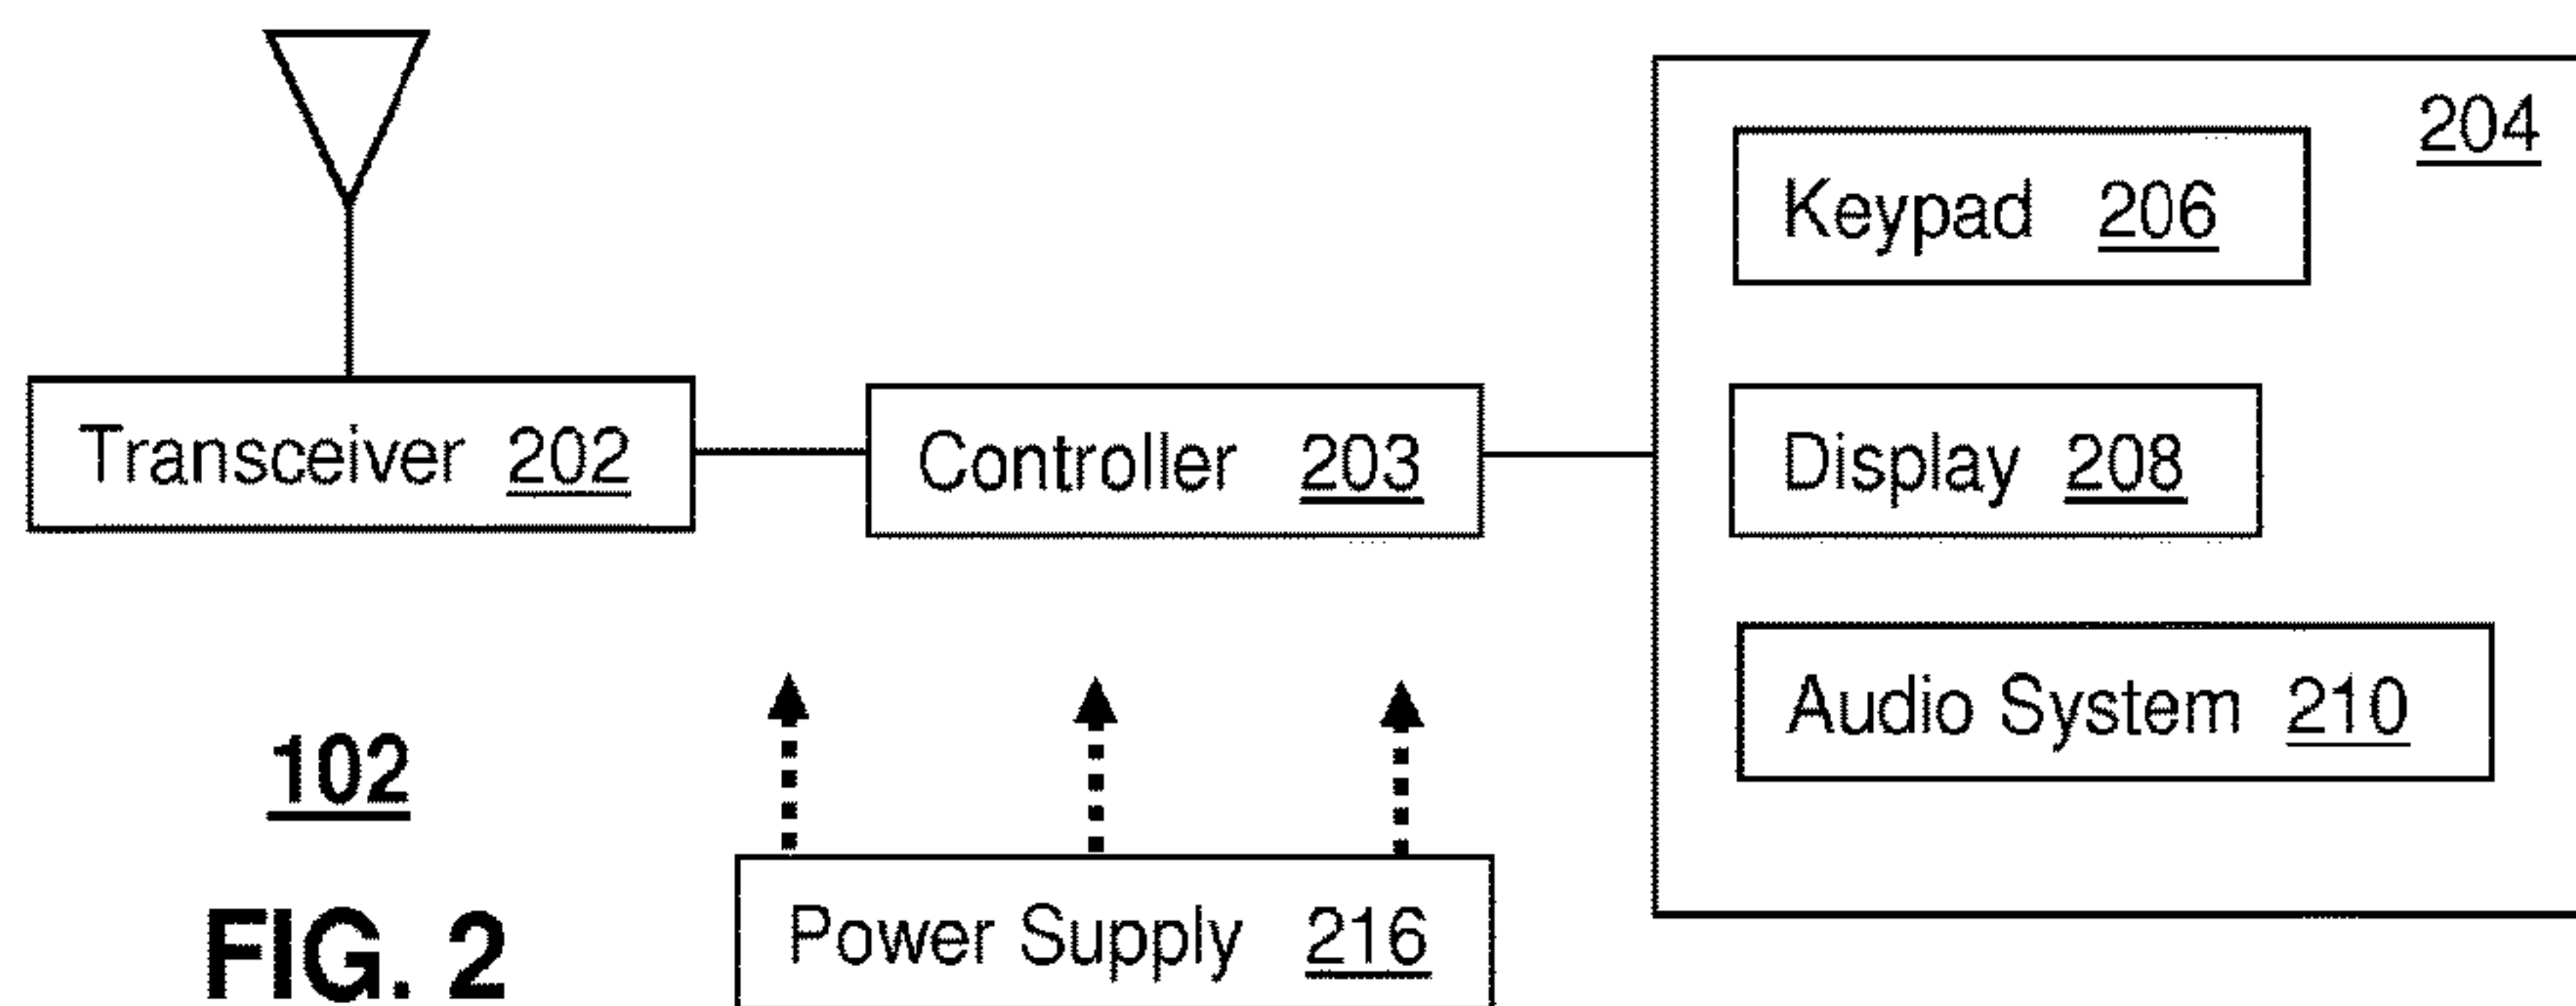 204
Keypad 206
Transceiver 202
Controller 203
Display 208
Audio System 210
102
Power Supply 216
FIG. 2